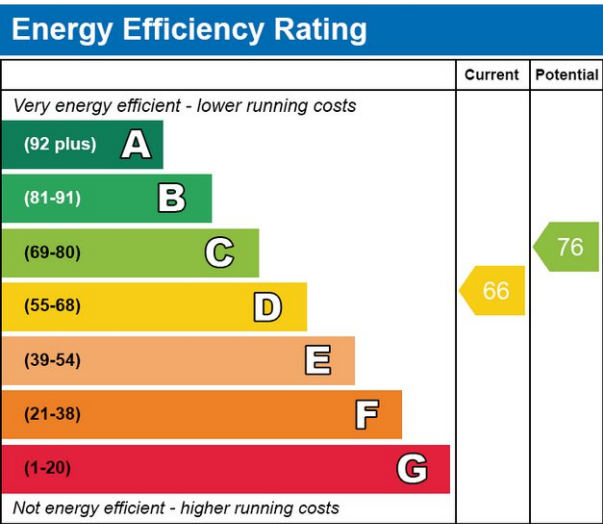 Energy Efficiency Rating
Current Potential
Very energy efficient - lower running costs
(92 plus) A
(81-91) B
(69-80) C
76
(55-68) D
66
(39-54) E
(21-38) F
(1-20) G
Not energy efficient - higher running costs